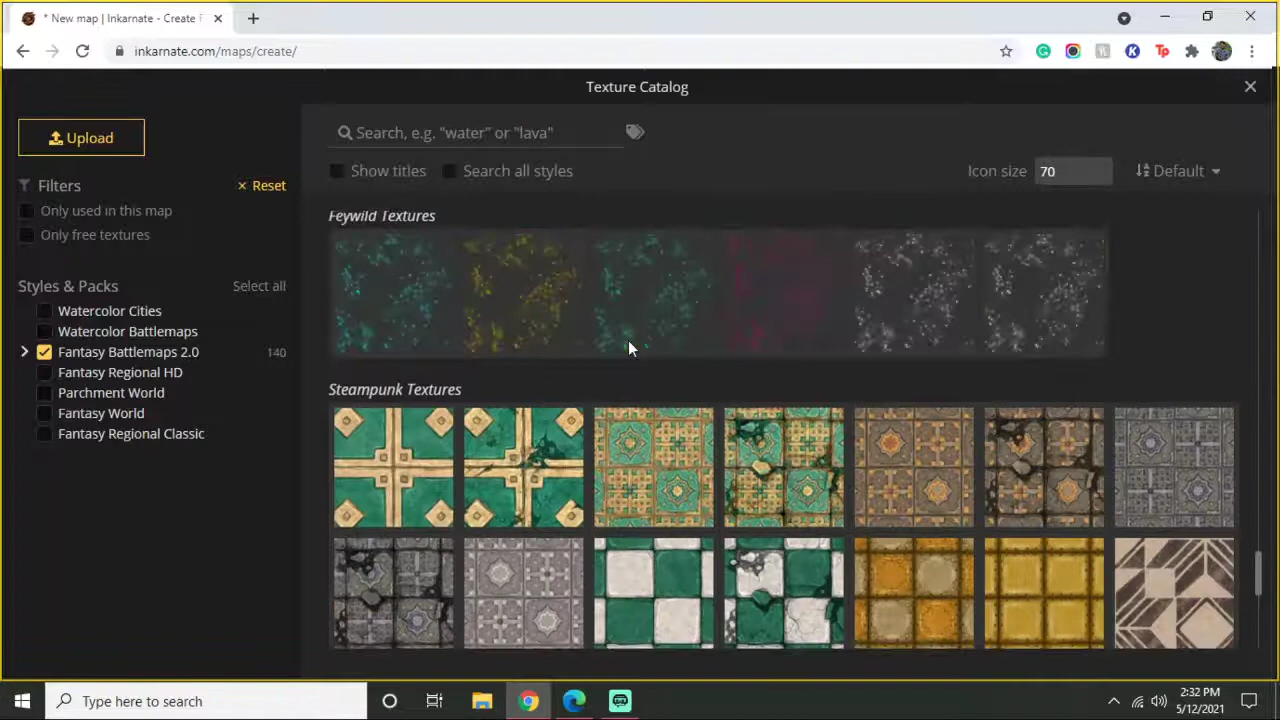 * New map | Inkarnate - Create F
inkarnate.com/maps/create/
Texture Catalog
Upload
Search, e.g. "water" or "lava"
Show titles
Search all styles
Icon size
70
Default
Filters
Reset
Only used in this map
Only free textures
Styles & Packs
Select all
Watercolor Cities
Watercolor Battlemaps
Fantasy Battlemaps 2.0
140
Fantasy Regional HD
Parchment World
Fantasy World
Fantasy Regional Classic
Feywild Textures
Steampunk Textures
Type here to search
2:32 PM
5/12/2021